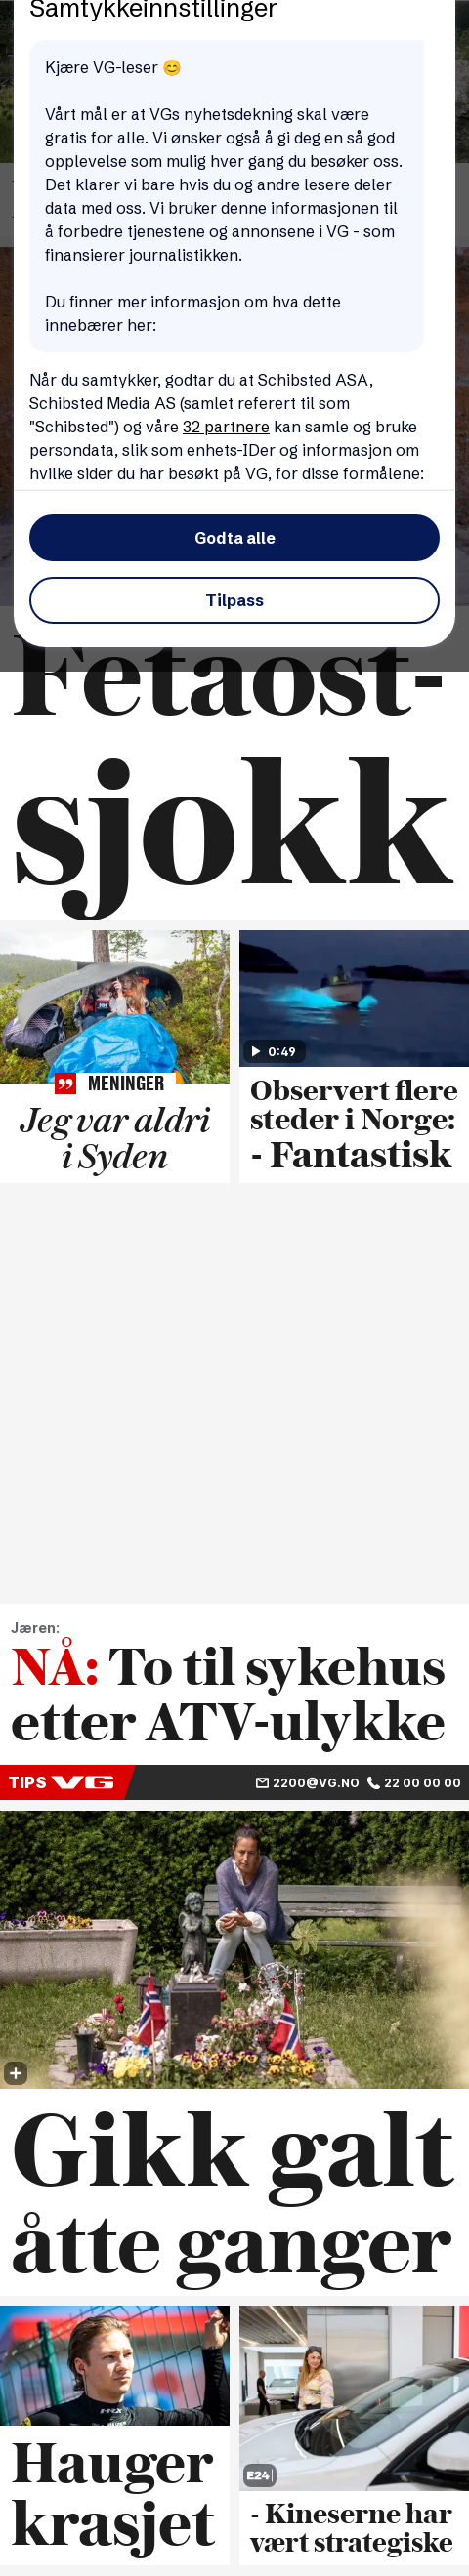 Samtykkeinnstillinger
Kjære VG-leser 😊
Vårt mål er at VGs nyhetsdekning skal være
gratis for alle. Vi ønsker også å gi deg en så god
opplevelse som mulig hver gang du besøker oss.
Det klarer vi bare hvis du og andre lesere deler
data med oss. Vi bruker denne informasjonen til
å forbedre tjenestene og annonsene i VG - som
finansierer journalistikken.
Du finner mer informasjon om hva dette
innebærer her:
Når du samtykker, godtar du at Schibsted ASA,
Schibsted Media AS (samlet referert til som
"Schibsted") og våre 32 partnere kan samle og bruke
persondata, slik som enhets-IDer og informasjon om
hvilke sider du har besøkt på VG, for disse formålene:
Godta alle
Tilpass
Fetaost-
sjokk
MENINGER
Jeg var aldri
i Syden
0:49
Observert flere
steder i Norge:
- Fantastisk
Jæren:
NÅ: To til sykehus
etter ATV-ulykke
TIPS VG 2200@VG.NO 22 00 00 00
Gikk galt
åtte ganger
Hauger
krasjet
E24
- Kineserne har
vært strategiske